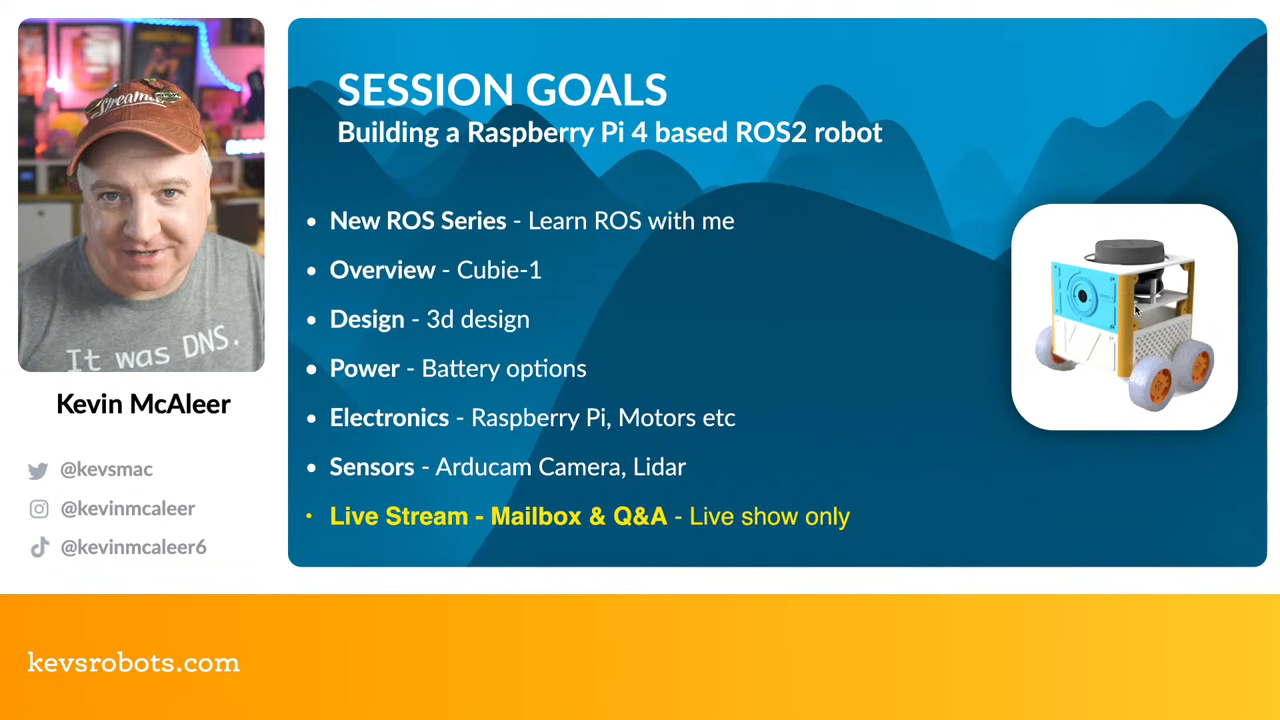 Streamer
It was DNS.
Kevin McAleer
@kevsmac
@kevinmcaleer
@kevinmcaleer6
SESSION GOALS
Building a Raspberry Pi 4 based ROS2 robot
• New ROS Series - Learn ROS with me
• Overview - Cubie-1
• Design - 3d design
• Power - Battery options
• Electronics - Raspberry Pi, Motors etc
• Sensors - Arducam Camera, Lidar
• Live Stream - Mailbox & Q&A - Live show only
kevsrobots.com